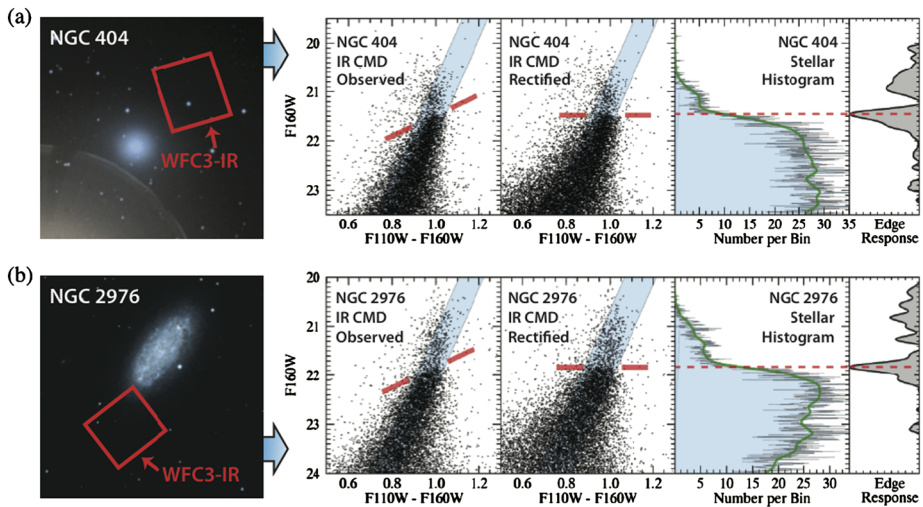 (a)
NGC 404
WFC3-IR
F160W
20
21
22
23
NGC 404
IR CMD
Observed
0.6 0.8 1.0 1.2
F110W - F160W
NGC 404
IR CMD
Rectified
0.6 0.8 1.0 1.2
F110W - F160W
NGC 404
Stellar
Histogram
5 10 15 20 25 30 35
Number per Bin
Edge
Response
(b)
NGC 2976
WFC3-IR
F160W
20
21
22
23
24
NGC 2976
IR CMD
Observed
0.6 0.8 1.0 1.2
F110W - F160W
NGC 2976
IR CMD
Rectified
0.6 0.8 1.0 1.2
F110W - F160W
NGC 2976
Stellar
Histogram
5 10 15 20 25 30
Number per Bin
Edge
Response